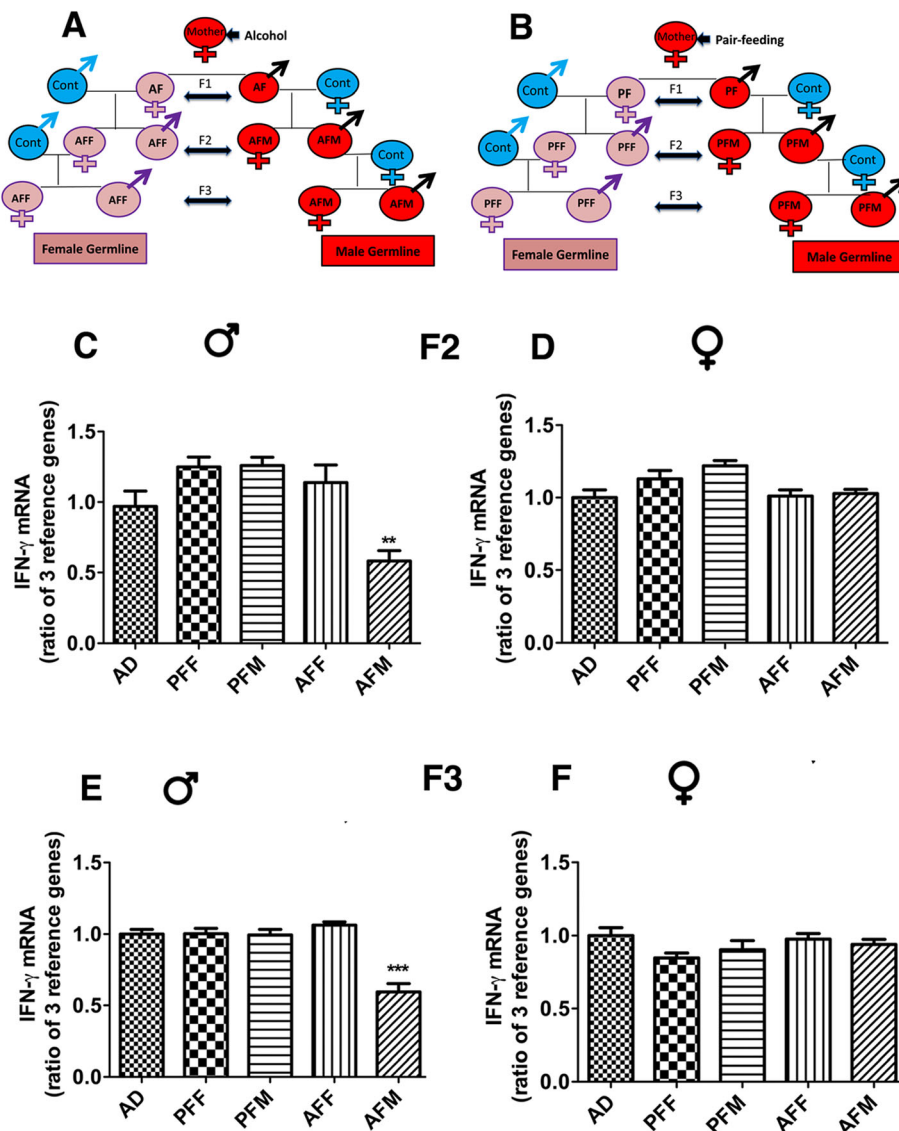 A
Mother
Alcohol
Cont
AF
F1
AF
Cont
Cont
AFF
AFF
F2
AFM
AFM
Cont
AFF
AFF
F3
AFM
AFM
Female Germline
Male Germline
B
Mother
Pair-feeding
Cont
PF
F1
PF
Cont
Cont
PFF
PFF
F2
PFM
PFM
Cont
PFF
PFF
F3
PFM
PFM
Female Germline
Male Germline
C
♂
F2
D
♀
IFN-γ mRNA
(ratio of 3 reference genes)
1.5
1.0
0.5
0.0
**
AD
PFF
PFM
AFF
AFM
IFN-γ mRNA
(ratio of 3 reference genes)
1.5
1.0
0.5
0.0
AD
PFF
PFM
AFF
AFM
E
♂
F3
F
♀
IFN-γ mRNA
(ratio of 3 reference genes)
1.5
1.0
0.5
0.0
***
AD
PFF
PFM
AFF
AFM
IFN-γ mRNA
(ratio of 3 reference genes)
1.5
1.0
0.5
0.0
AD
PFF
PFM
AFF
AFM